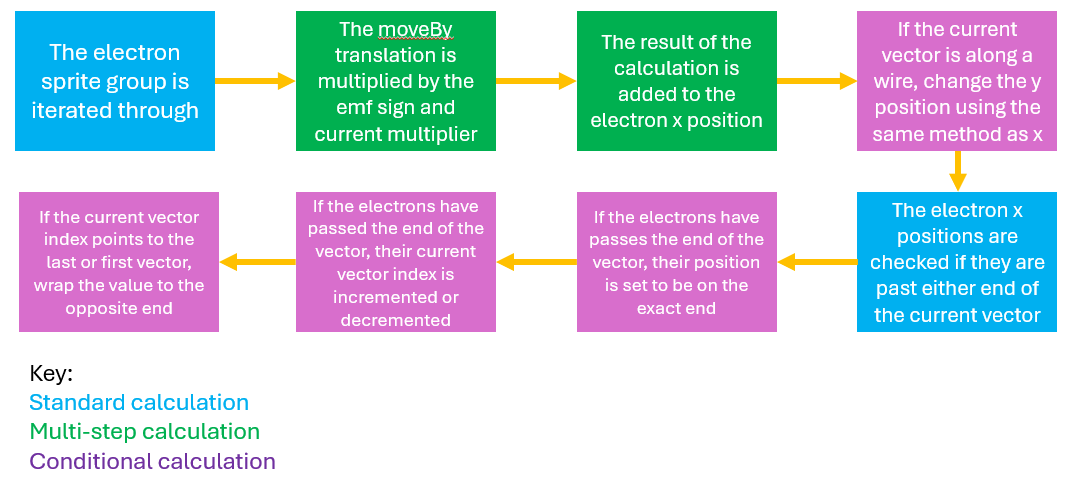 The electron
sprite group is
iterated through
The moveBy
translation is
multiplied by the
emf sign and
current multiplier
The result of the
calculation is
added to the
electron x position
If the current
vector is along a
wire, change the y
position using the
same method as x
The electron x
positions are
checked if they are
past either end of
the current vector
If the electrons have
passes the end of the
vector, their position
is set to be on the
exact end
If the electrons have
passed the end of the
vector, their current
vector index is
incremented or
decremented
If the current vector
index points to the
last or first vector,
wrap the value to the
opposite end
Key:
Standard calculation
Multi-step calculation
Conditional calculation